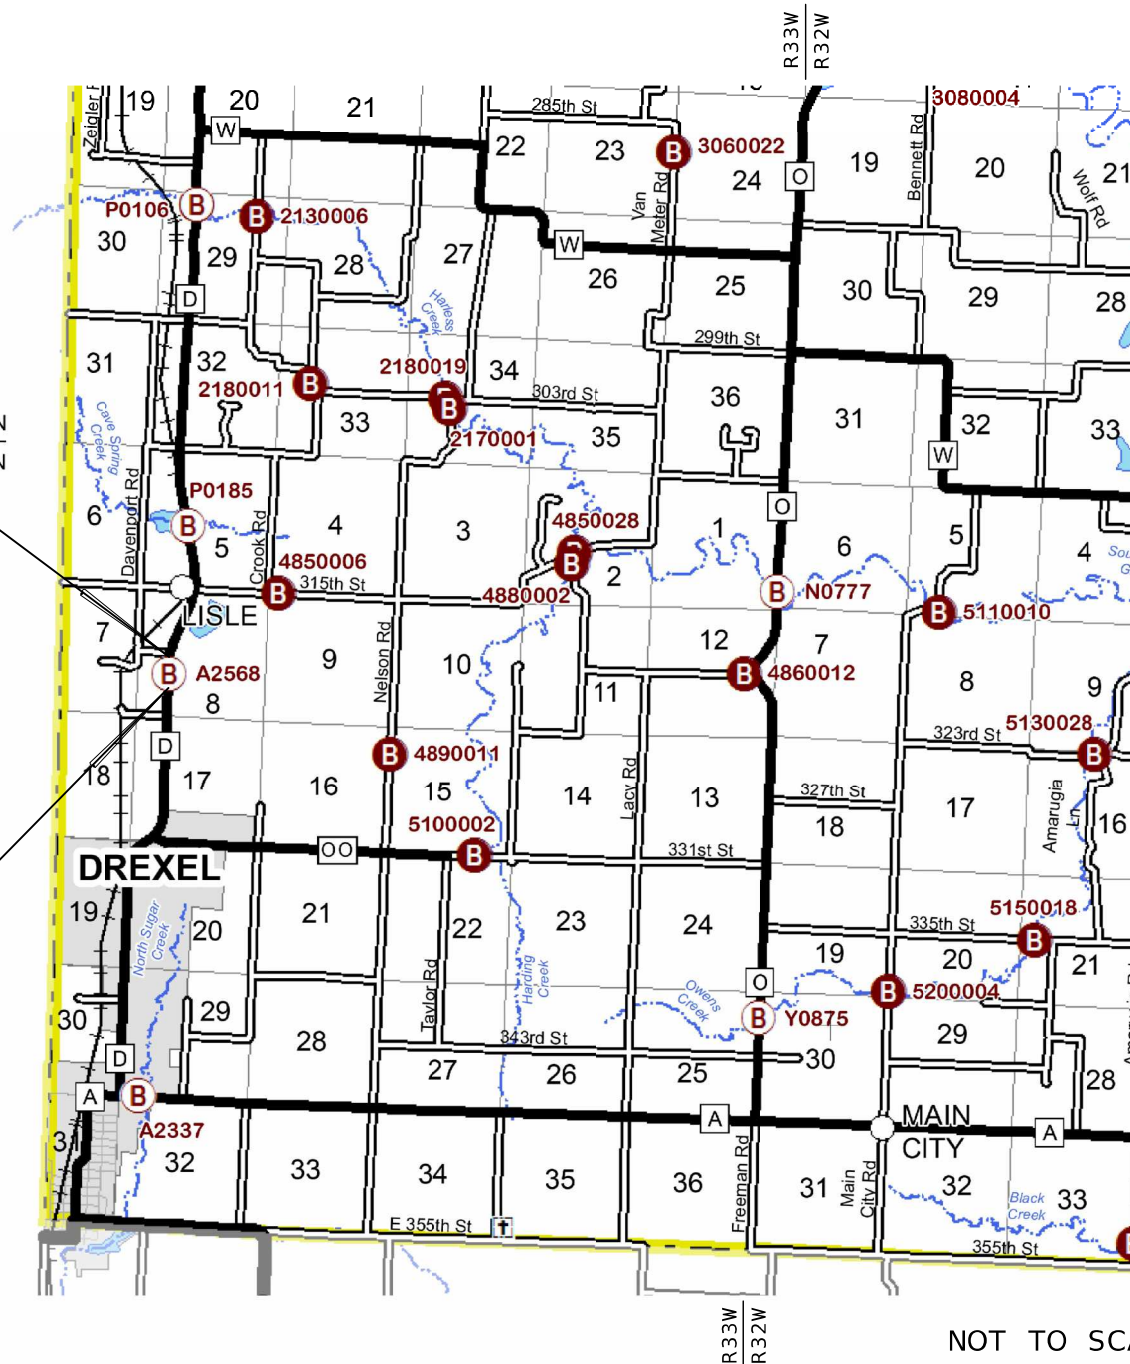 R33W
R32W
19
20
21
285th St
3080004
W
22
23
B
3060022
19
20
21
24
O
Bennett Rd
Wolf Rd
Van
Meter Rd
P0106
B
B
2130006
30
29
28
27
W
26
25
30
29
28
D
Harless
Creek
299th St
31
32
2180019
34
2180011
B
303rd St
36
31
32
33
33
B
2170001
35
Cave Spring
Creek
W
Davenport Rd
P0185
O
6
B
5
Crook Rd
4
3
4850028
1
6
5
4
4850006
B
315th St
B
2
4880002
B
N0777
B
5110010
LISLE
7
12
7
B
A2568
9
Nelson Rd
10
11
B
4860012
8
9
8
5130028
D
B
4890011
323rd St
B
18
17
16
15
14
Lacy Rd
13
327th St
18
17
Amarugia
Ln
16
5100002
OO
B
331st St
DREXEL
19
20
21
22
23
24
5150018
335th St
B
North Sugar
Creek
19
20
21
Taylor Rd
Harding
Creek
Owens
Creek
O
B
5200004
30
29
B
Y0875
28
343rd St
30
29
D
27
26
25
28
A
B
A
MAIN
CITY
A
A2337
31
32
33
34
35
36
Freeman Rd
31
Main
City Rd
32
33
Black
Creek
E 355th St
355th St
R33W
R32W
NOT TO SC